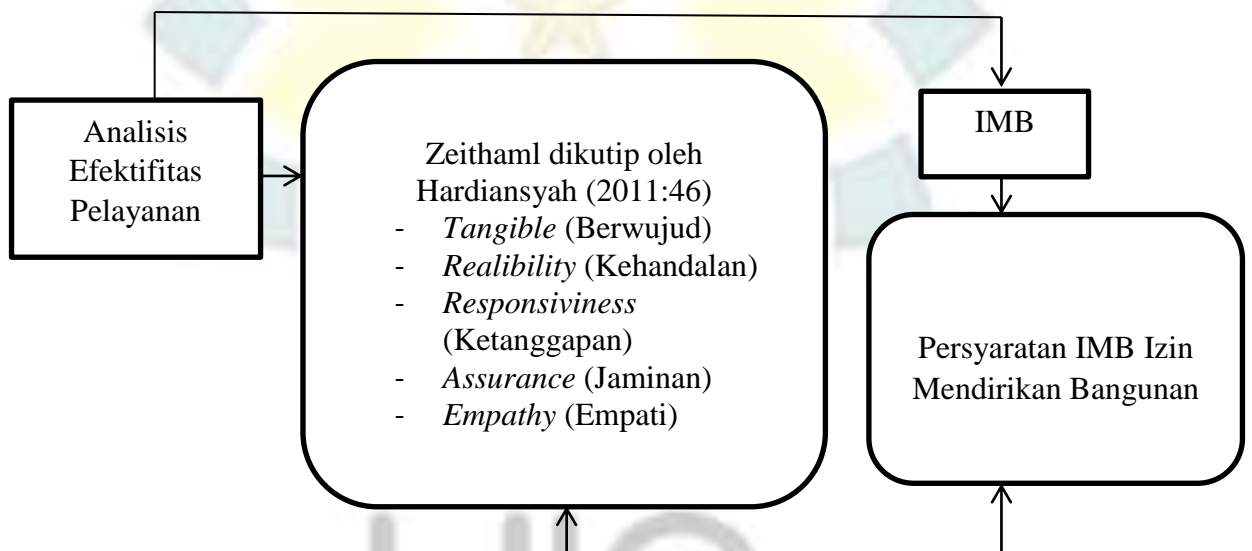 Analisis
Efektifitas
Pelayanan
Zeithaml dikutip oleh
Hardiansyah (2011:46)
- Tangible (Berwujud)
- Realibility (Kehandalan)
- Responsiviness
(Ketanggapan)
- Assurance (Jaminan)
- Empathy (Empati)
IMB
Persyaratan IMB Izin
Mendirikan Bangunan